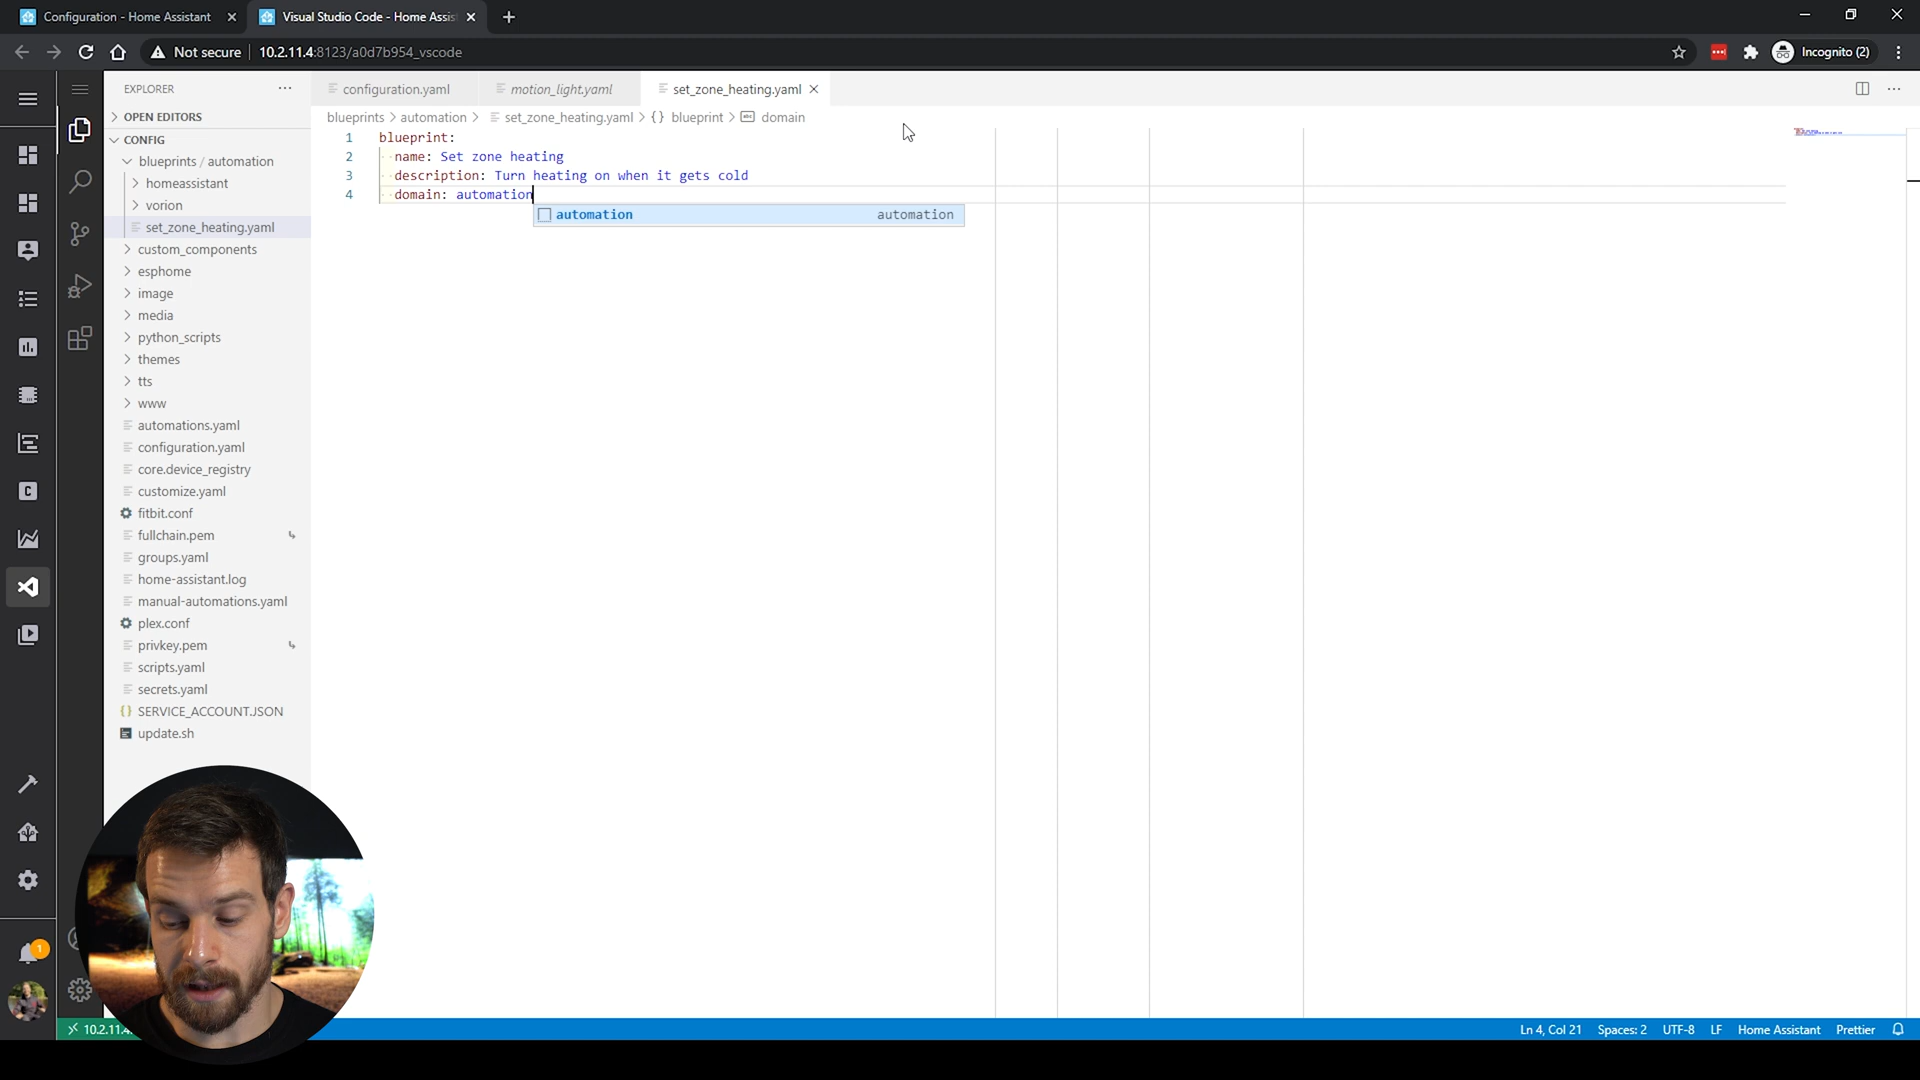 Configuration - Home Assistant
Visual Studio Code - Home Assis
Not secure
10.2.11.4:8123/a0d7b954_vscode
Incognito (2)
EXPLORER
configuration.yaml
motion_light.yaml
set_zone_heating.yaml
OPEN EDITORS
blueprints > automation > set_zone_heating.yaml > {} blueprint > domain
CONFIG
blueprints / automation
homeassistant
vorion
set_zone_heating.yaml
custom_components
esphome
image
media
python_scripts
themes
tts
www
automations.yaml
configuration.yaml
core.device_registry
customize.yaml
fitbit.conf
fullchain.pem
groups.yaml
home-assistant.log
manual-automations.yaml
plex.conf
privkey.pem
scripts.yaml
secrets.yaml
SERVICE_ACCOUNT.JSON
update.sh
1 blueprint:
2 name: Set zone heating
3 description: Turn heating on when it gets cold
4 domain: automation
automation automation
1
10.2.11.4
Ln 4, Col 21
Spaces: 2
UTF-8
LF
Home Assistant
Prettier